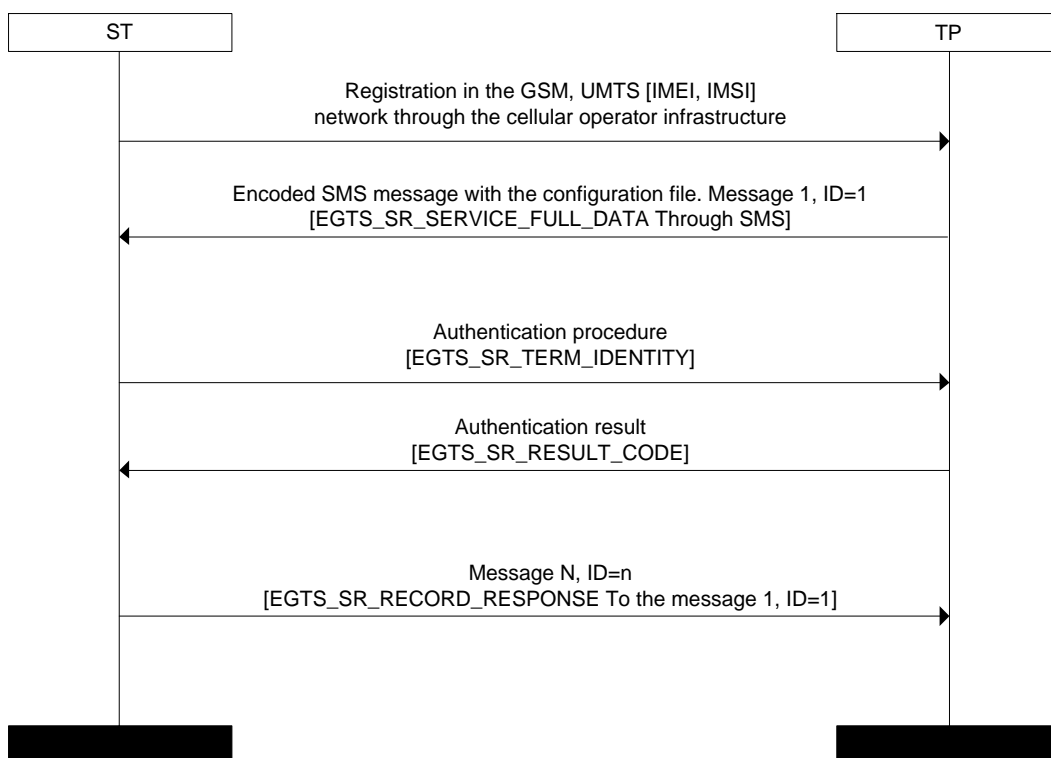 ST
TP
Registration in the GSM, UMTS [IMEI, IMSI]
network through the cellular operator infrastructure
Encoded SMS message with the configuration file. Message 1, ID=1
[EGTS_SR_SERVICE_FULL_DATA Through SMS]
Authentication procedure
[EGTS_SR_TERM_IDENTITY]
Authentication result
[EGTS_SR_RESULT_CODE]
Message N, ID=n
[EGTS_SR_RECORD_RESPONSE To the message 1, ID=1]